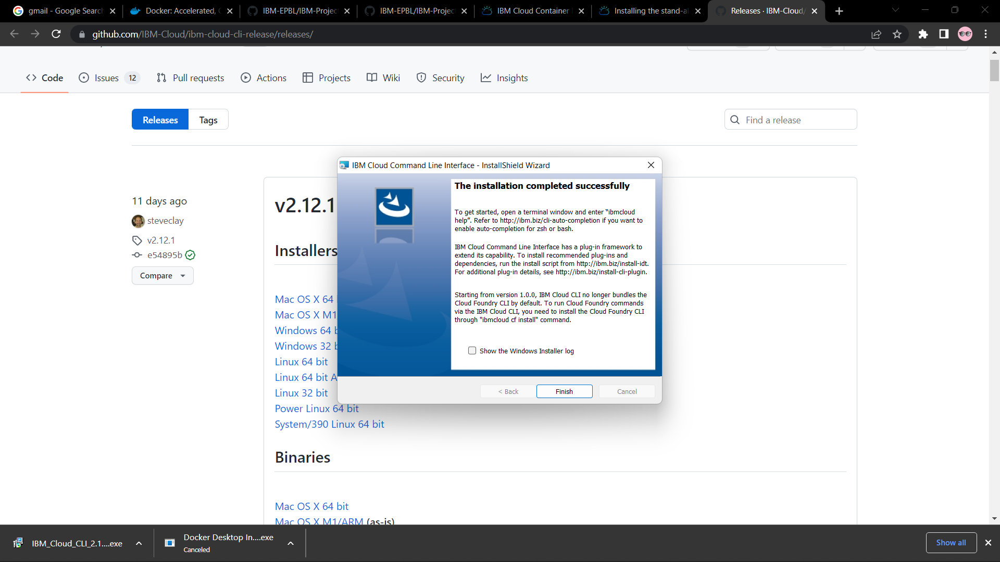 gmail - Google Search
Docker: Accelerated,
IBM-EPBL/IBM-Project
IBM-EPBL/IBM-Project
IBM Cloud Container
Installing the stand-al
Releases · IBM-Cloud/
github.com/IBM-Cloud/ibm-cloud-cli-release/releases/
Code
Issues 12
Pull requests
Actions
Projects
Wiki
Security
Insights
Releases
Tags
Find a release
11 days ago
steveclay
v2.12.1
e54895b
Compare
v2.12.1
Installers
Mac OS X 64
Mac OS X M1
Windows 64 b
Windows 32 b
Linux 64 bit
Linux 64 bit A
Linux 32 bit
Power Linux 64 bit
System/390 Linux 64 bit
Binaries
Mac OS X 64 bit
Mac OS X M1/ARM (as-is)
IBM Cloud Command Line Interface - InstallShield Wizard
The installation completed successfully
To get started, open a terminal window and enter “ibmcloud
help”. Refer to http://ibm.biz/cli-auto-completion if you want to
enable auto-completion for zsh or bash.
IBM Cloud Command Line Interface has a plug-in framework to
extend its capability. To install recommended plug-ins and
dependencies, run the install script from http://ibm.biz/install-idt.
For additional plug-in details, see http://ibm.biz/install-cli-plugin.
Starting from version 1.0.0, IBM Cloud CLI no longer bundles the
Cloud Foundry CLI by default. To run Cloud Foundry commands
via the IBM Cloud CLI, you need to install the Cloud Foundry CLI
through "ibmcloud cf install" command.
Show the Windows Installer log
< Back
Finish
Cancel
IBM_Cloud_CLI_2.1....exe
Docker Desktop In....exe
Canceled
Show all